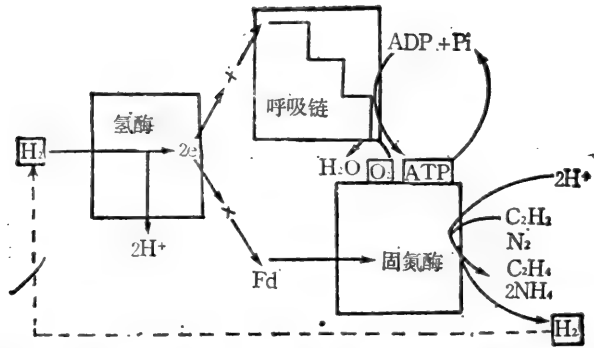 ADP + Pi
呼吸链
氢酶
H₂
2e
×
H₂O
O₂
ATP
2H⁺
2H⁺
×
C₂H₂
N₂
Fd
固氮酶
C₂H₄
2NH₄
H₂